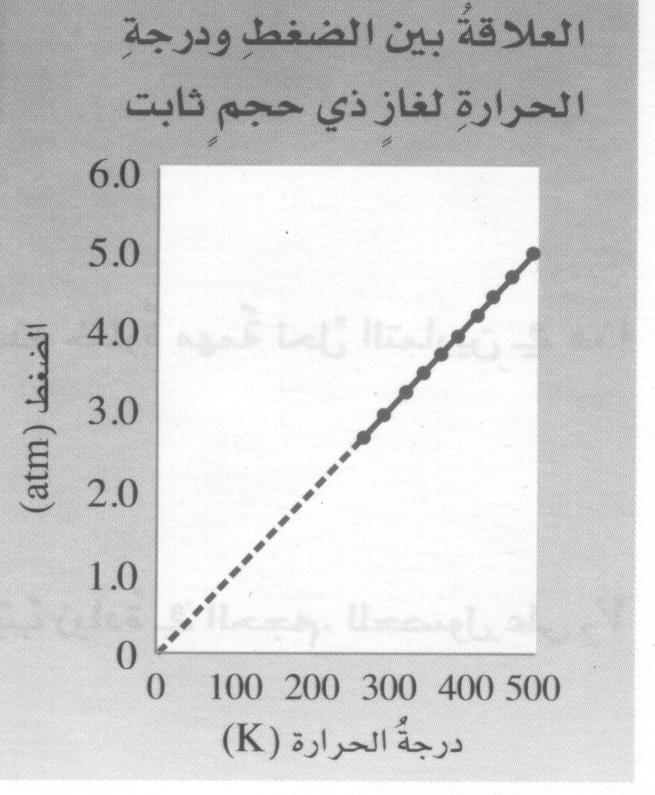 العلاقةُ بين الضغطِ ودرجةِ
الحرارةِ لغازٍ ذي حجمٍ ثابت
6.0
5.0
4.0
3.0
2.0
1.0
0
الضغط (atm)
0 100 200 300 400 500
درجةُ الحرارة (K)